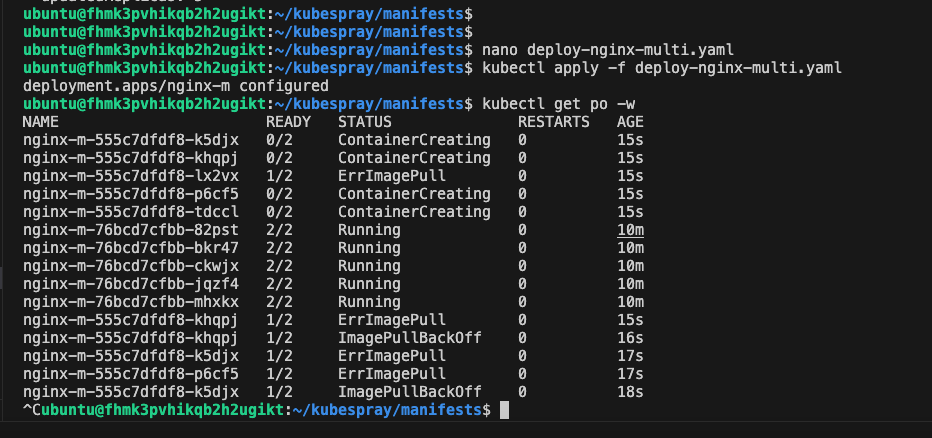 ubuntu@fhmk3pvhikqb2h2ugikt:~/kubespray/manifests$
ubuntu@fhmk3pvhikqb2h2ugikt:~/kubespray/manifests$
ubuntu@fhmk3pvhikqb2h2ugikt:~/kubespray/manifests$ nano deploy-nginx-multi.yaml
ubuntu@fhmk3pvhikqb2h2ugikt:~/kubespray/manifests$ kubectl apply -f deploy-nginx-multi.yaml
deployment.apps/nginx-m configured
ubuntu@fhmk3pvhikqb2h2ugikt:~/kubespray/manifests$ kubectl get po -w
NAME READY STATUS RESTARTS AGE
nginx-m-555c7dfdf8-k5djx 0/2 ContainerCreating 0 15s
nginx-m-555c7dfdf8-khqpj 0/2 ContainerCreating 0 15s
nginx-m-555c7dfdf8-lx2vx 1/2 ErrImagePull 0 15s
nginx-m-555c7dfdf8-p6cf5 0/2 ContainerCreating 0 15s
nginx-m-555c7dfdf8-tdccl 0/2 ContainerCreating 0 15s
nginx-m-76bcd7cfbb-82pst 2/2 Running 0 10m
nginx-m-76bcd7cfbb-bkr47 2/2 Running 0 10m
nginx-m-76bcd7cfbb-ckwjx 2/2 Running 0 10m
nginx-m-76bcd7cfbb-jqzf4 2/2 Running 0 10m
nginx-m-76bcd7cfbb-mhxkx 2/2 Running 0 10m
nginx-m-555c7dfdf8-khqpj 1/2 ErrImagePull 0 15s
nginx-m-555c7dfdf8-khqpj 1/2 ImagePullBackOff 0 16s
nginx-m-555c7dfdf8-k5djx 1/2 ErrImagePull 0 17s
nginx-m-555c7dfdf8-p6cf5 1/2 ErrImagePull 0 17s
nginx-m-555c7dfdf8-k5djx 1/2 ImagePullBackOff 0 18s
^Cubuntu@fhmk3pvhikqb2h2ugikt:~/kubespray/manifests$